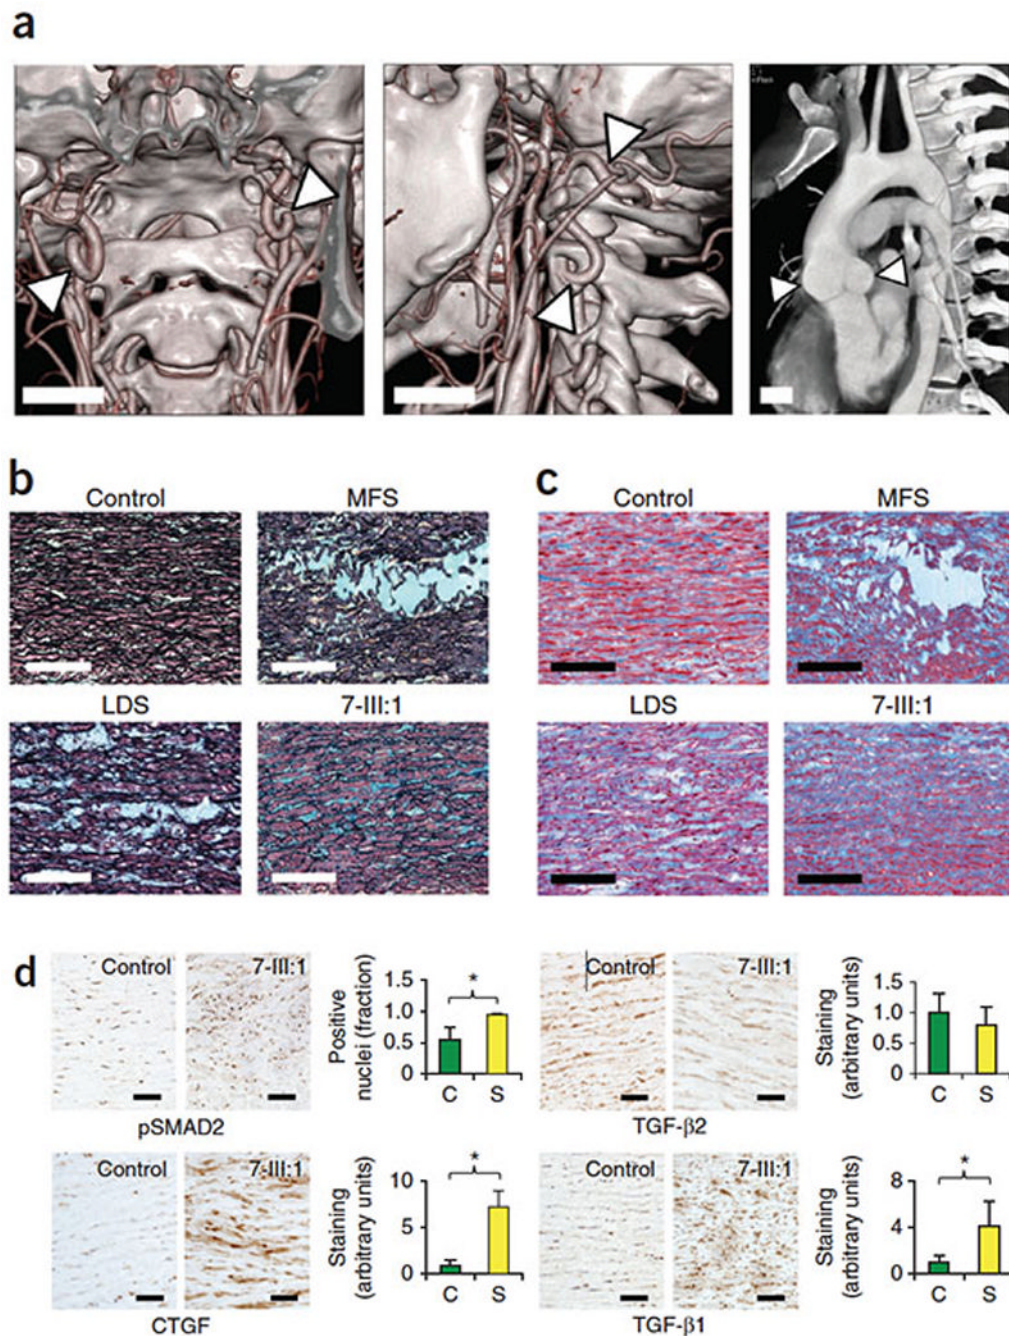 a
b
Control
MFS
LDS
7-III:1
c
Control
MFS
LDS
7-III:1
d
Control
7-III:1
pSMAD2
Positive
nuclei (fraction)
1.5
1.0
0.5
0
*
C
S
Control
7-III:1
TGF-β2
Staining
(arbitrary units)
1.5
1.0
0.5
0
C
S
Control
7-III:1
CTGF
Staining
(arbitrary units)
10
5
0
*
C
S
Control
7-III:1
TGF-β1
Staining
(arbitrary units)
8
4
0
*
C
S